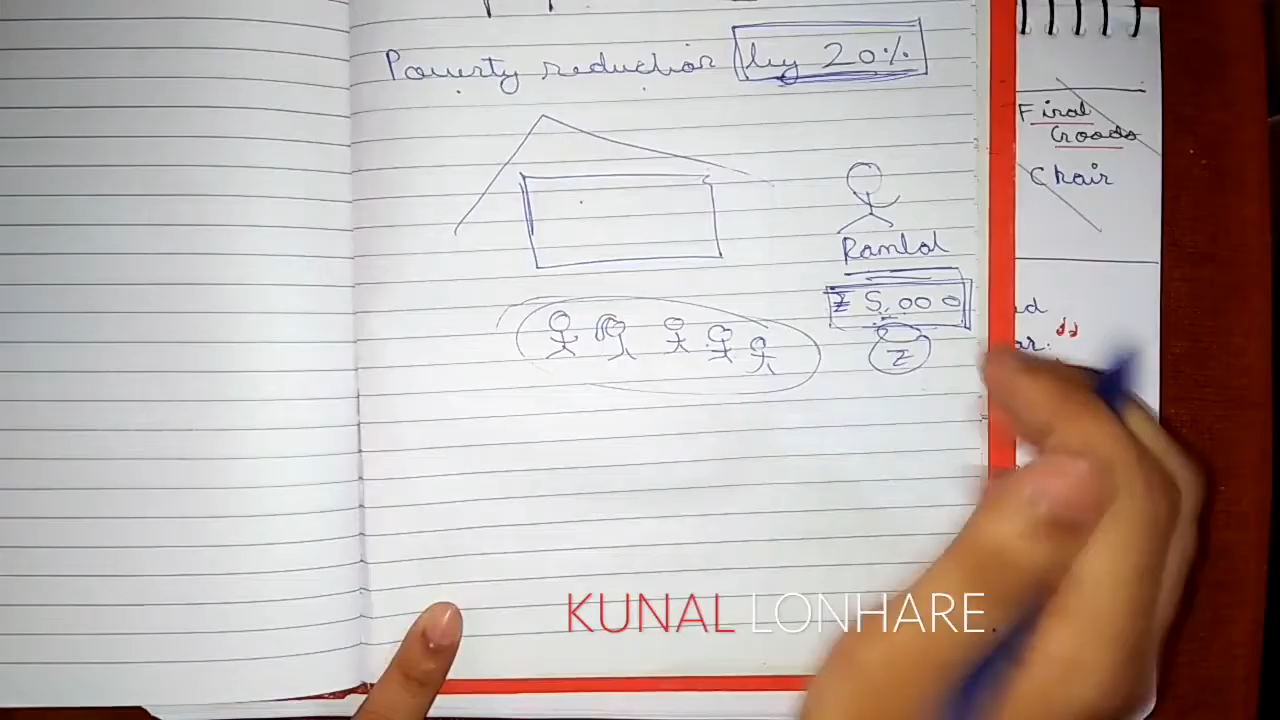 Poverty reduction by 20%
Ramlal
₹ 5,000
Z
Final
Goods
Chair
KUNAL LONHARE.